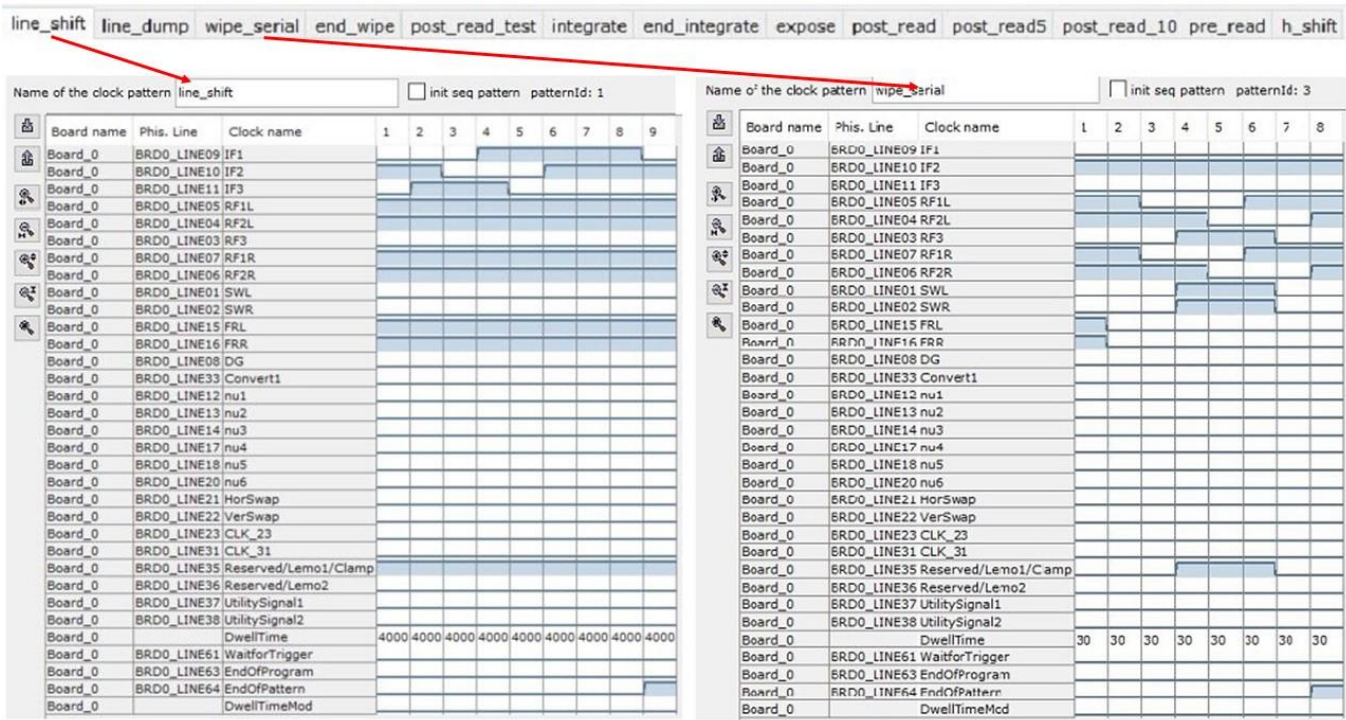 line_shift line_dump wipe_serial end_wipe post_read_test integrate end_integrate expose post_read post_read5 post_read_10 pre_read h_shift
Name of the clock pattern line_shift init seq pattern patternId: 1
Board name Phis. Line Clock name 1 2 3 4 5 6 7 8 9
Board_0 BRD0_LINE09 IF1
Board_0 BRD0_LINE10 IF2
Board_0 BRD0_LINE11 IF3
Board_0 BRD0_LINE05 RF1L
Board_0 BRD0_LINE04 RF2L
Board_0 BRD0_LINE03 RF3
Board_0 BRD0_LINE07 RF1R
Board_0 BRD0_LINE06 RF2R
Board_0 BRD0_LINE01 SWL
Board_0 BRD0_LINE02 SWR
Board_0 BRD0_LINE15 FRL
Board_0 BRD0_LINE16 FRR
Board_0 BRD0_LINE08 DG
Board_0 BRD0_LINE33 Convert1
Board_0 BRD0_LINE12 nu1
Board_0 BRD0_LINE13 nu2
Board_0 BRD0_LINE14 nu3
Board_0 BRD0_LINE17 nu4
Board_0 BRD0_LINE18 nu5
Board_0 BRD0_LINE20 nu6
Board_0 BRD0_LINE21 HorSwap
Board_0 BRD0_LINE22 VerSwap
Board_0 BRD0_LINE23 CLK_23
Board_0 BRD0_LINE31 CLK_31
Board_0 BRD0_LINE35 Reserved/Lemo1/Clamp
Board_0 BRD0_LINE36 Reserved/Lemo2
Board_0 BRD0_LINE37 UtilitySignal1
Board_0 BRD0_LINE38 UtilitySignal2
Board_0 DwellTime 4000 4000 4000 4000 4000 4000 4000 4000 4000
Board_0 BRD0_LINE61 WaitforTrigger
Board_0 BRD0_LINE63 EndOfProgram
Board_0 BRD0_LINE64 EndOfPattern
Board_0 DwellTimeMod
Name of the clock pattern wipe_serial init seq pattern patternId: 3
Board name Phis. Line Clock name 1 2 3 4 5 6 7 8
Board_0 BRD0_LINE09 IF1
Board_0 BRD0_LINE10 IF2
Board_0 BRD0_LINE11 IF3
Board_0 BRD0_LINE05 RF1L
Board_0 BRD0_LINE04 RF2L
Board_0 BRD0_LINE03 RF3
Board_0 BRD0_LINE07 RF1R
Board_0 BRD0_LINE06 RF2R
Board_0 BRD0_LINE01 SWL
Board_0 BRD0_LINE02 SWR
Board_0 BRD0_LINE15 FRL
Board_0 BRD0_LINE16 FRR
Board_0 BRD0_LINE08 DG
Board_0 BRD0_LINE33 Convert1
Board_0 BRD0_LINE12 nu1
Board_0 BRD0_LINE13 nu2
Board_0 BRD0_LINE14 nu3
Board_0 BRD0_LINE17 nu4
Board_0 BRD0_LINE18 nu5
Board_0 BRD0_LINE20 nu6
Board_0 BRD0_LINE21 HorSwap
Board_0 BRD0_LINE22 VerSwap
Board_0 BRD0_LINE23 CLK_23
Board_0 BRD0_LINE31 CLK_31
Board_0 BRD0_LINE35 Reserved/Lemo1/Clamp
Board_0 BRD0_LINE36 Reserved/Lemo2
Board_0 BRD0_LINE37 UtilitySignal1
Board_0 BRD0_LINE38 UtilitySignal2
Board_0 DwellTime 30 30 30 30 30 30 30 30
Board_0 BRD0_LINE61 WaitforTrigger
Board_0 BRD0_LINE63 EndOfProgram
Board_0 BRD0_LINE64 EndOfPattern
Board_0 DwellTimeMod